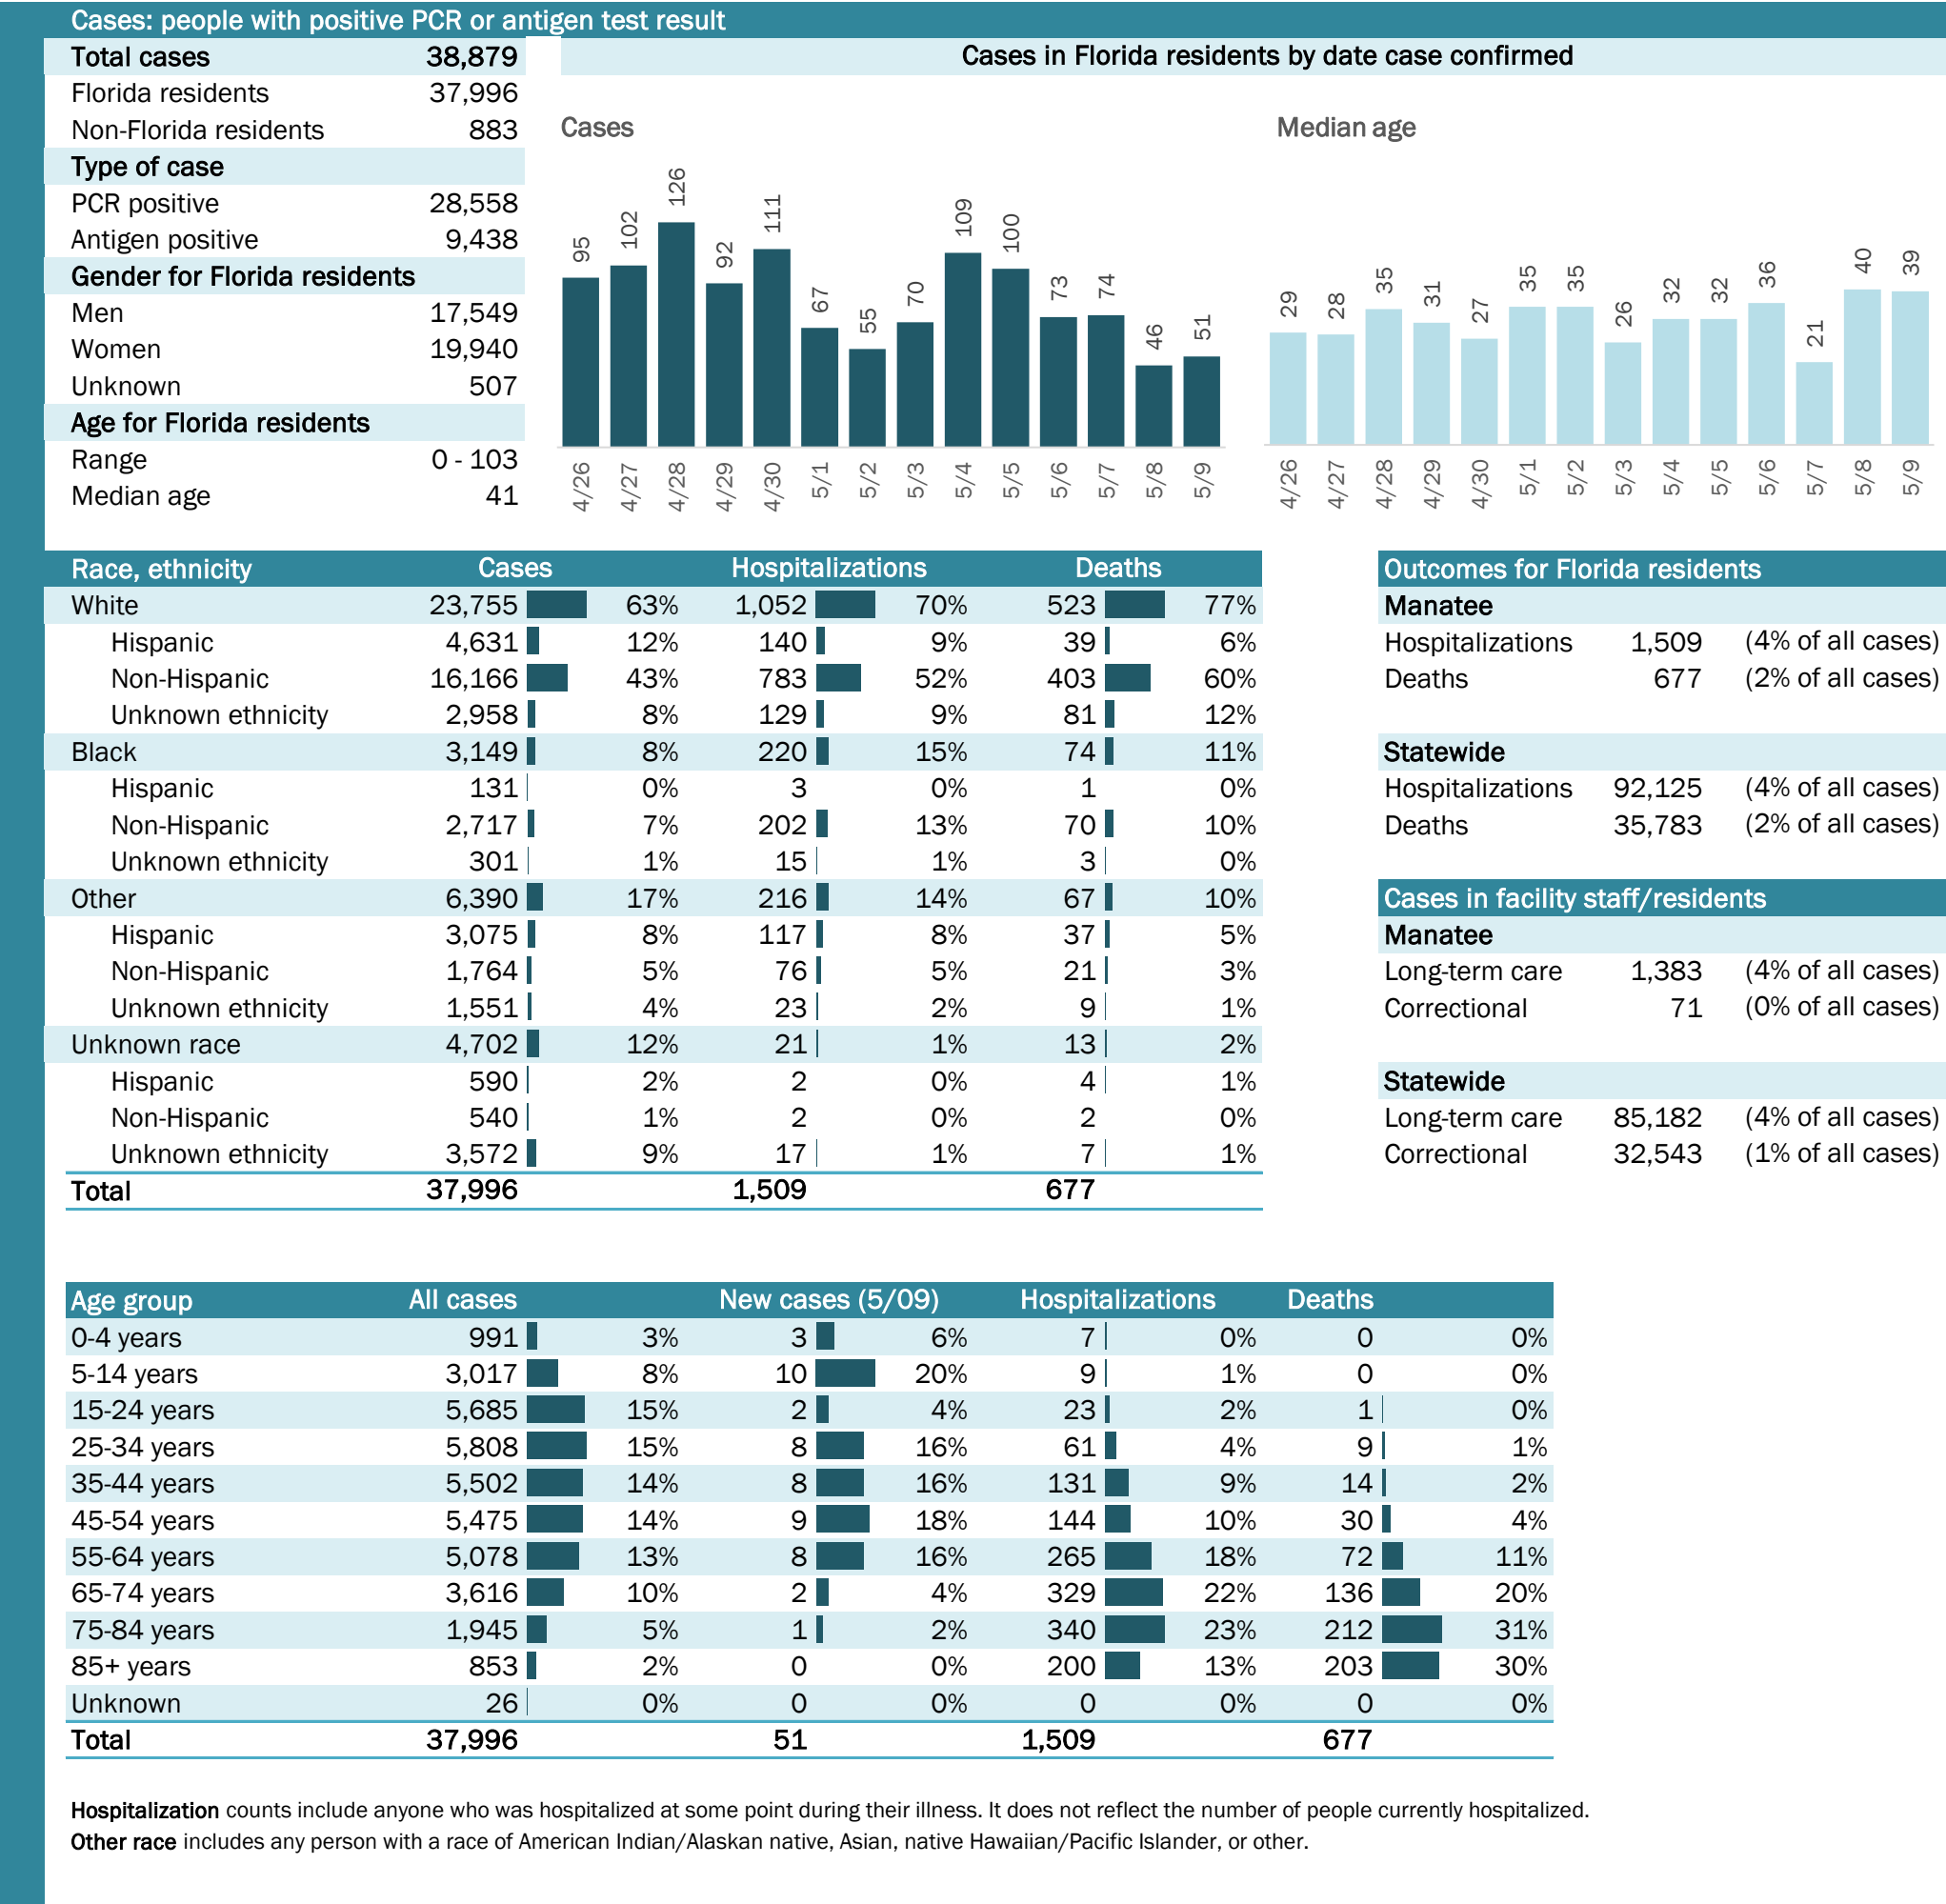 Cases: people with positive PCR or antigen test result
Total cases 38,879
Florida residents 37,996
Non-Florida residents 883
Type of case
PCR positive 28,558
Antigen positive 9,438
Gender for Florida residents
Men 17,549
Women 19,940
Unknown 507
Age for Florida residents
Range 0 - 103
Median age 41
Cases in Florida residents by date case confirmed
Cases
95 102 126 92 111 67 55 70 109 100 73 74 46 51
4/26 4/27 4/28 4/29 4/30 5/1 5/2 5/3 5/4 5/5 5/6 5/7 5/8 5/9
Median age
29 28 35 31 27 35 35 26 32 32 36 21 40 39
4/26 4/27 4/28 4/29 4/30 5/1 5/2 5/3 5/4 5/5 5/6 5/7 5/8 5/9
Race, ethnicity Cases Hospitalizations Deaths
White 23,755 63% 1,052 70% 523 77%
Hispanic 4,631 12% 140 9% 39 6%
Non-Hispanic 16,166 43% 783 52% 403 60%
Unknown ethnicity 2,958 8% 129 9% 81 12%
Black 3,149 8% 220 15% 74 11%
Hispanic 131 0% 3 0% 1 0%
Non-Hispanic 2,717 7% 202 13% 70 10%
Unknown ethnicity 301 1% 15 1% 3 0%
Other 6,390 17% 216 14% 67 10%
Hispanic 3,075 8% 117 8% 37 5%
Non-Hispanic 1,764 5% 76 5% 21 3%
Unknown ethnicity 1,551 4% 23 2% 9 1%
Unknown race 4,702 12% 21 1% 13 2%
Hispanic 590 2% 2 0% 4 1%
Non-Hispanic 540 1% 2 0% 2 0%
Unknown ethnicity 3,572 9% 17 1% 7 1%
Total 37,996 1,509 677
Outcomes for Florida residents
Manatee
Hospitalizations 1,509 (4% of all cases)
Deaths 677 (2% of all cases)
Statewide
Hospitalizations 92,125 (4% of all cases)
Deaths 35,783 (2% of all cases)
Cases in facility staff/residents
Manatee
Long-term care 1,383 (4% of all cases)
Correctional 71 (0% of all cases)
Statewide
Long-term care 85,182 (4% of all cases)
Correctional 32,543 (1% of all cases)
Age group All cases New cases (5/09) Hospitalizations Deaths
0-4 years 991 3% 3 6% 7 0% 0 0%
5-14 years 3,017 8% 10 20% 9 1% 0 0%
15-24 years 5,685 15% 2 4% 23 2% 1 0%
25-34 years 5,808 15% 8 16% 61 4% 9 1%
35-44 years 5,502 14% 8 16% 131 9% 14 2%
45-54 years 5,475 14% 9 18% 144 10% 30 4%
55-64 years 5,078 13% 8 16% 265 18% 72 11%
65-74 years 3,616 10% 2 4% 329 22% 136 20%
75-84 years 1,945 5% 1 2% 340 23% 212 31%
85+ years 853 2% 0 0% 200 13% 203 30%
Unknown 26 0% 0 0% 0 0% 0 0%
Total 37,996 51 1,509 677
Hospitalization counts include anyone who was hospitalized at some point during their illness. It does not reflect the number of people currently hospitalized.
Other race includes any person with a race of American Indian/Alaskan native, Asian, native Hawaiian/Pacific Islander, or other.